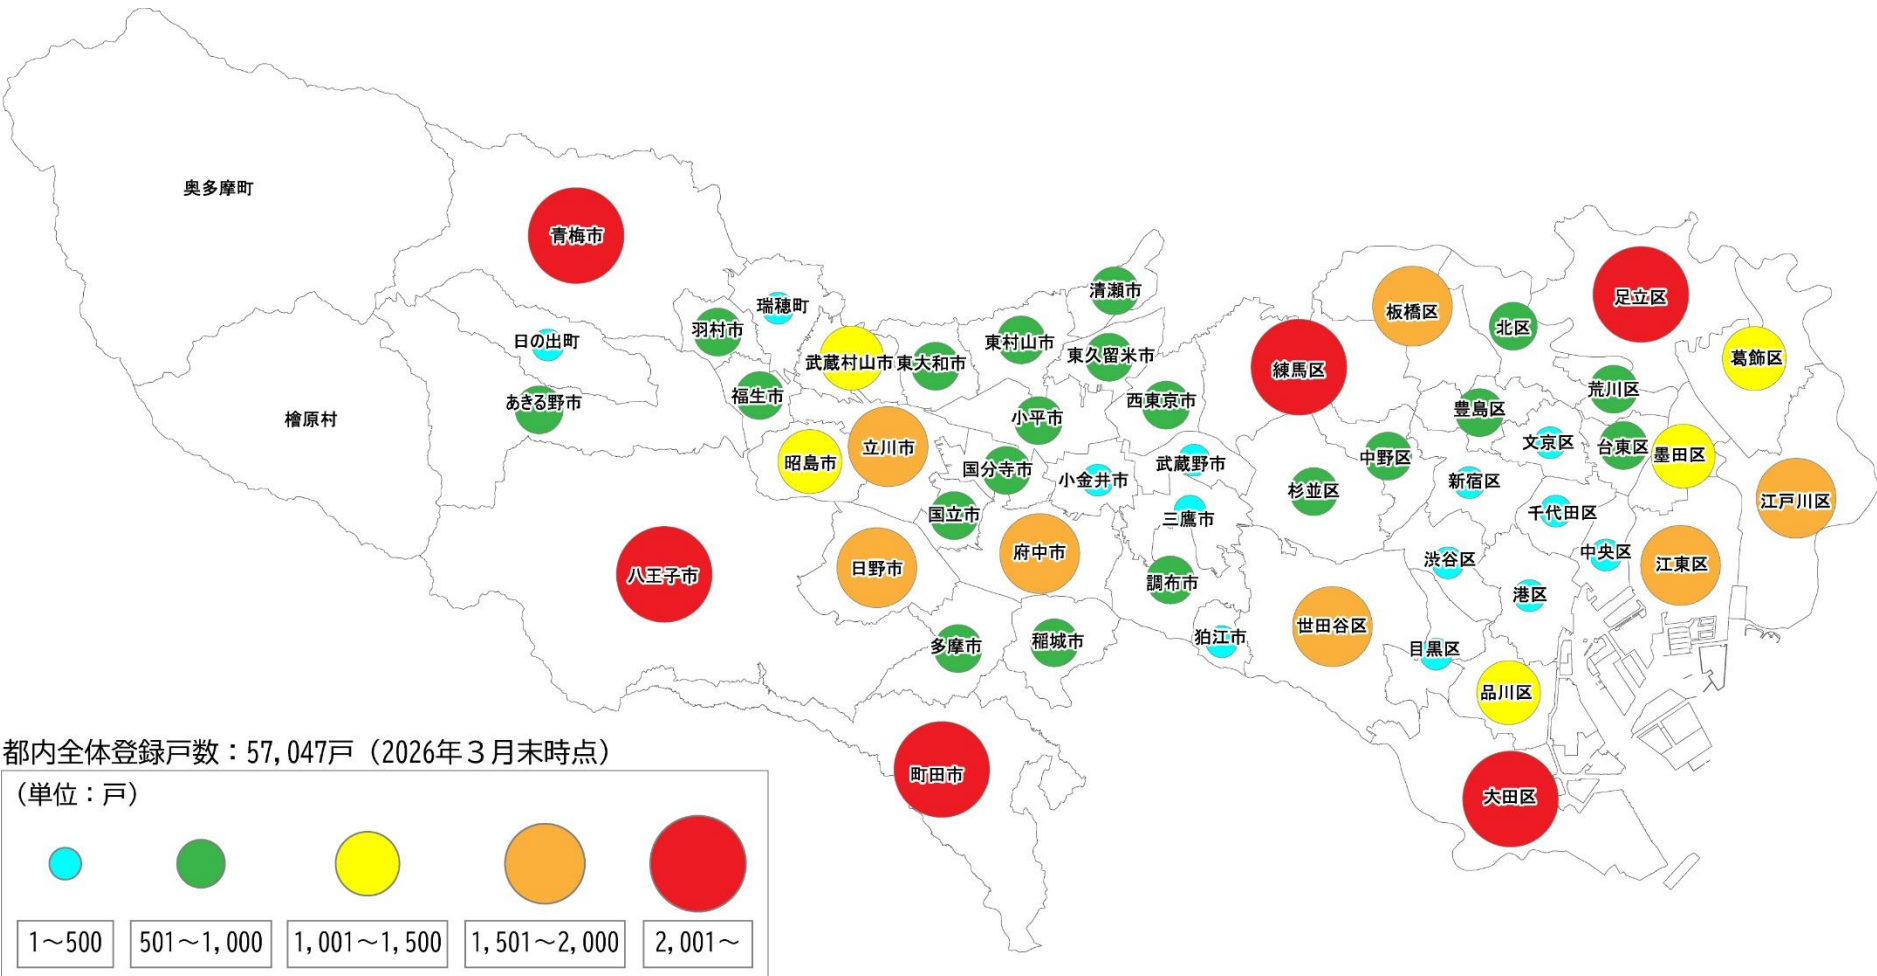 奥多摩町
青梅市
瑞穂町
日の出町
羽村市
あきる野市
福生市
檜原村
武蔵村山市
東大和市
東村山市
清瀬市
東久留米市
西東京市
小平市
立川市
昭島市
国分寺市
小金井市
武蔵野市
三鷹市
国立市
八王子市
日野市
府中市
調布市
多摩市
稲城市
狛江市
町田市
練馬区
板橋区
北区
足立区
葛飾区
荒川区
豊島区
文京区
台東区
墨田区
中野区
杉並区
新宿区
千代田区
江戸川区
中央区
江東区
渋谷区
港区
世田谷区
目黒区
品川区
大田区
都内全体登録戸数：57,047戸（2026年３月末時点）
（単位：戸）
1～500
501～1,000
1,001～1,500
1,501～2,000
2,001～